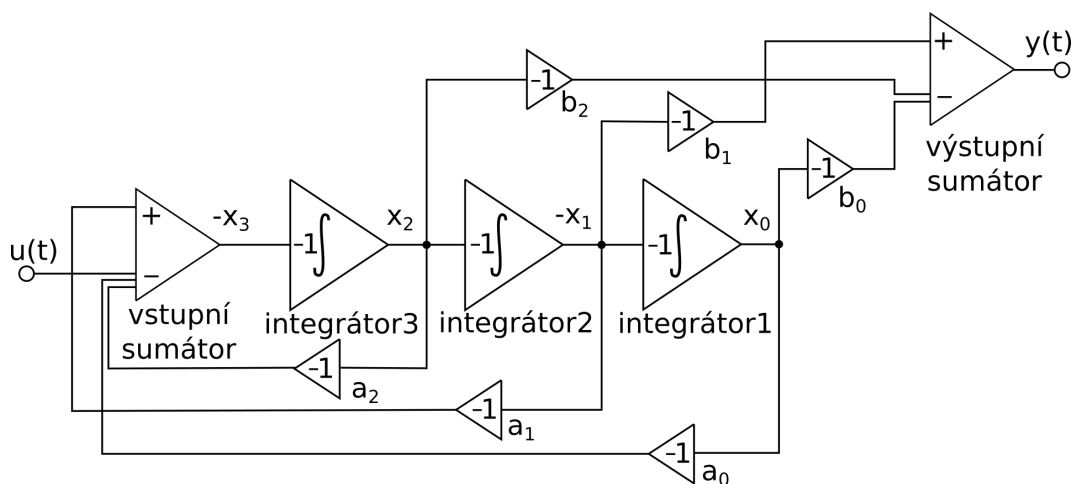 y(t)
+
-1
b₂
−
-1
b₁
výstupní
sumátor
-1
b₀
-x₃
x₂
-x₁
x₀
+
u(t)
-1∫
-1∫
-1∫
−
vstupní
sumátor
integrátor3
integrátor2
integrátor1
-1
a₂
-1
a₁
-1
a₀